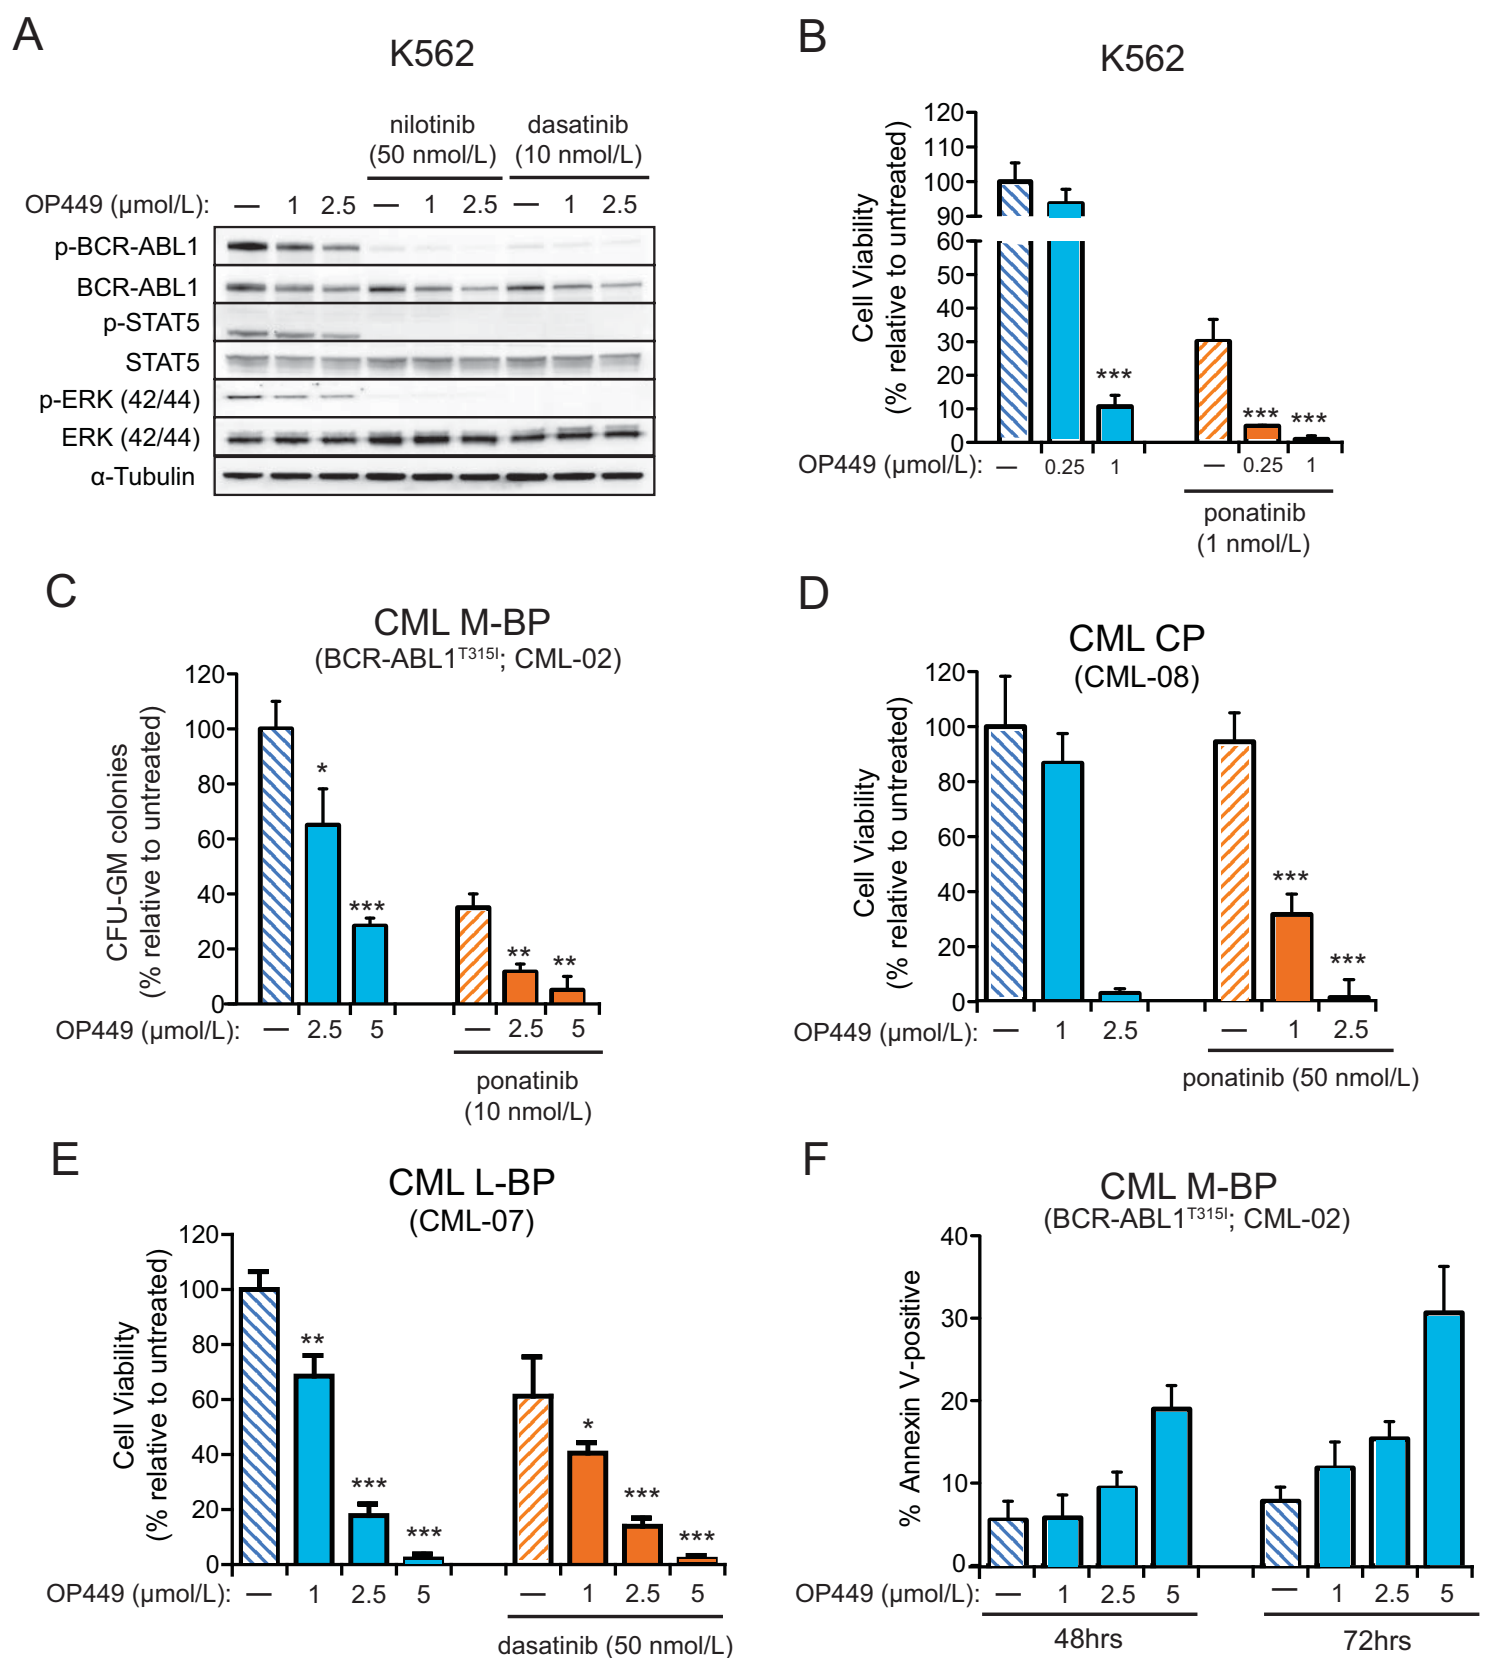 A
K562
nilotinib
(50 nmol/L)
dasatinib
(10 nmol/L)
OP449 (µmol/L): — 1 2.5 — 1 2.5 — 1 2.5
p-BCR-ABL1
BCR-ABL1
p-STAT5
STAT5
p-ERK (42/44)
ERK (42/44)
α-Tubulin
B
K562
Cell Viability
(% relative to untreated)
120
110
100
90
60
50
40
30
20
10
0
***
***
***
OP449 (µmol/L): — 0.25 1 — 0.25 1
ponatinib
(1 nmol/L)
C
CML M-BP
(BCR-ABL1T315I; CML-02)
CFU-GM colonies
(% relative to untreated)
120
100
80
60
40
20
0
*
***
**
**
OP449 (µmol/L): — 2.5 5 — 2.5 5
ponatinib
(10 nmol/L)
D
CML CP
(CML-08)
Cell Viability
(% relative to untreated)
120
100
80
60
40
20
0
***
***
OP449 (µmol/L): — 1 2.5 — 1 2.5
ponatinib (50 nmol/L)
E
CML L-BP
(CML-07)
Cell Viability
(% relative to untreated)
120
100
80
60
40
20
0
**
***
***
*
***
***
OP449 (µmol/L): — 1 2.5 5 — 1 2.5 5
dasatinib (50 nmol/L)
F
CML M-BP
(BCR-ABL1T315I; CML-02)
% Annexin V-positive
40
30
20
10
0
OP449 (µmol/L): — 1 2.5 5 — 1 2.5 5
48hrs
72hrs